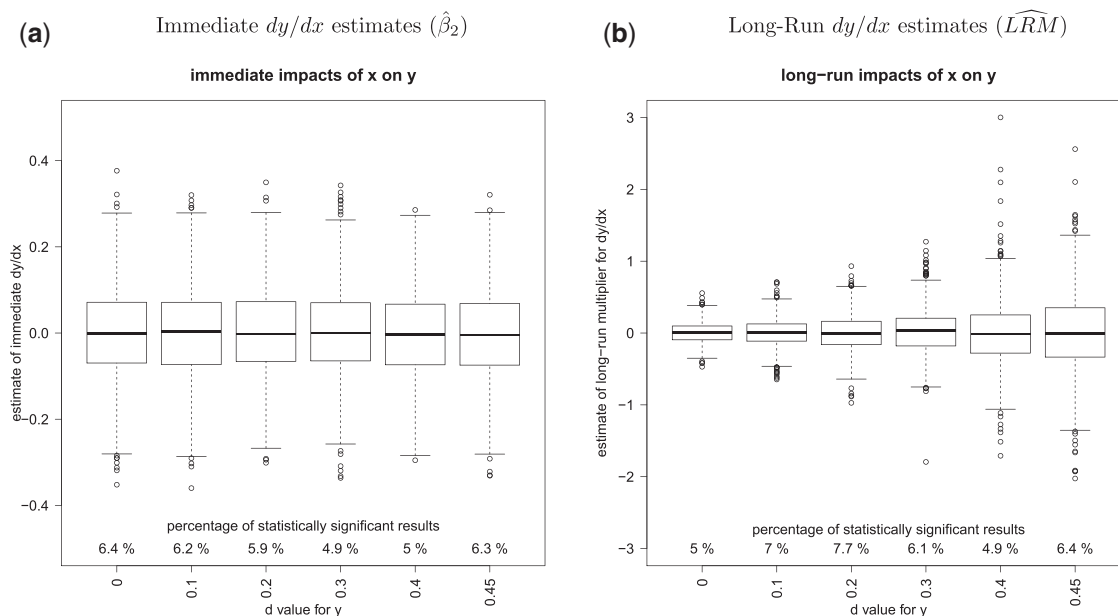 (a) Immediate dy/dx estimates (β̂₂)
immediate impacts of x on y
estimate of immediate dy/dx
0.4
0.2
0.0
−0.2
−0.4
percentage of statistically significant results
6.4 % 6.2 % 5.9 % 4.9 % 5 % 6.3 %
0 0.1 0.2 0.3 0.4 0.45
d value for y
(b) Long-Run dy/dx estimates (L͡RM)
long−run impacts of x on y
estimate of long−run multiplier for dy/dx
3
2
1
0
−1
−2
−3
percentage of statistically significant results
5 % 7 % 7.7 % 6.1 % 4.9 % 6.4 %
0 0.1 0.2 0.3 0.4 0.45
d value for y